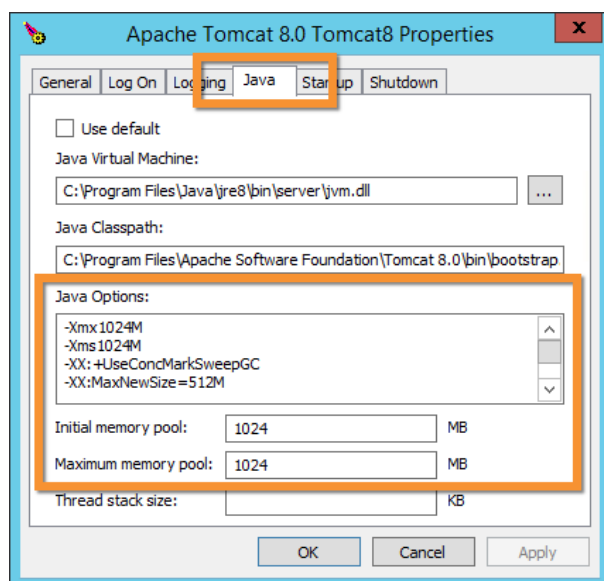 Apache Tomcat 8.0 Tomcat8 Properties
x
General Log On Logging Java Startup Shutdown
Use default
Java Virtual Machine:
C:\Program Files\Java\jre8\bin\server\jvm.dll ...
Java Classpath:
C:\Program Files\Apache Software Foundation\Tomcat 8.0\bin\bootstrap
Java Options:
-Xmx1024M
-Xms1024M
-XX:+UseConcMarkSweepGC
-XX:MaxNewSize=512M
Initial memory pool: 1024 MB
Maximum memory pool: 1024 MB
Thread stack size: KB
OK Cancel Apply